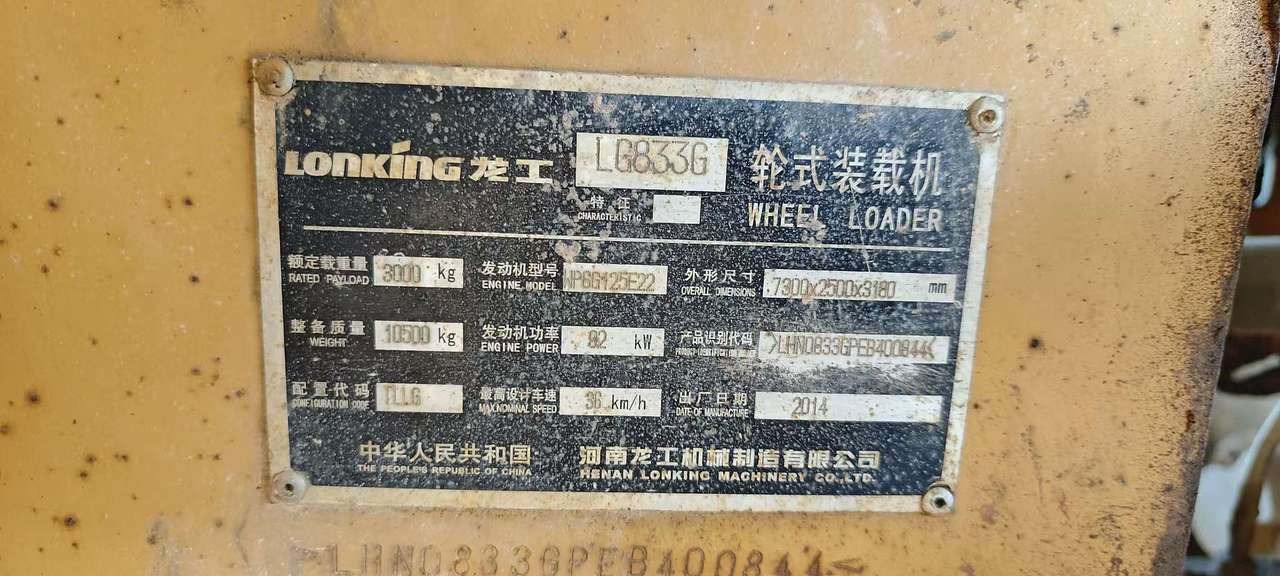 LONKING 龙工 LG833G 轮式装载机
特征
CHARACTERISTIC
WHEEL LOADER
额定载重量 3000 kg 发动机型号 外形尺寸 7300x2500x3180 mm
RATED PAYLOAD ENGINE MODEL OVERALL DIMENSIONS
整备质量 10500 kg 发动机功率 92 kW 产品识别代码 >LHN0833GPEB400844<
WEIGHT ENGINE POWER PRODUCT IDENTIFICATION
配置代码 最高设计车速 36 km/h 出厂日期 2014
CONFIGURATION CODE MAX.NOMINAL SPEED DATE OF MANUFACTURE
中华人民共和国 河南龙工机械制造有限公司
THE PEOPLE'S REPUBLIC OF CHINA HENAN LONKING MACHINERY CO.,LTD.
>LHN0833GPEB400844<